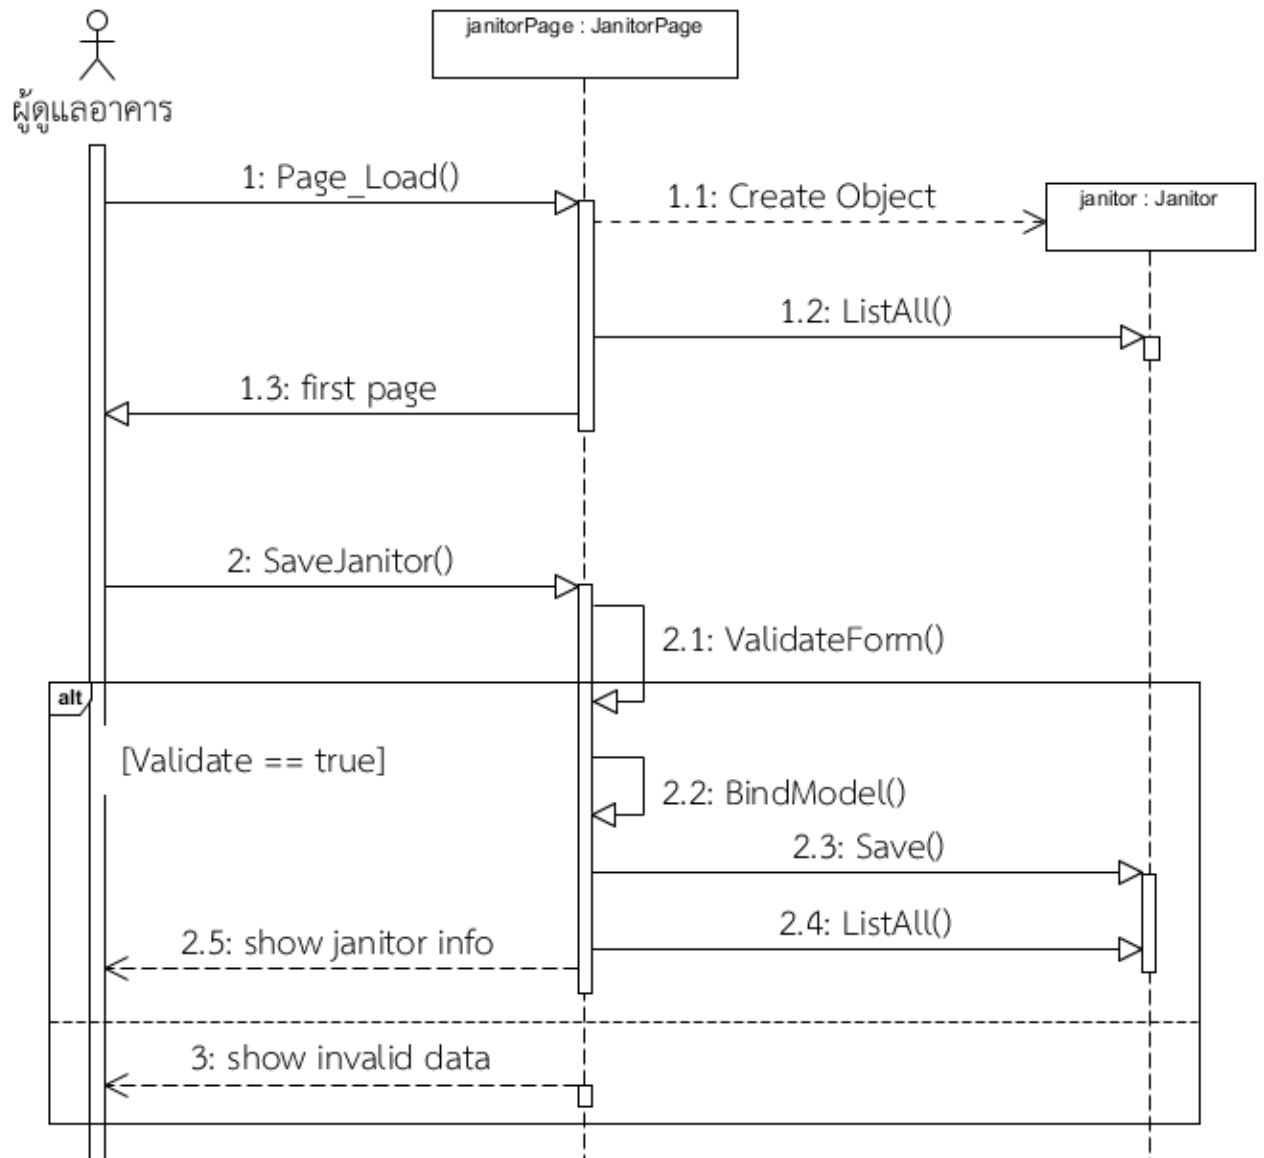 janitorPage : JanitorPage
ผู้ดูแลอาคาร
1: Page_Load()
1.1: Create Object
janitor : Janitor
1.2: ListAll()
1.3: first page
2: SaveJanitor()
2.1: ValidateForm()
alt
[Validate == true]
2.2: BindModel()
2.3: Save()
2.4: ListAll()
2.5: show janitor info
3: show invalid data